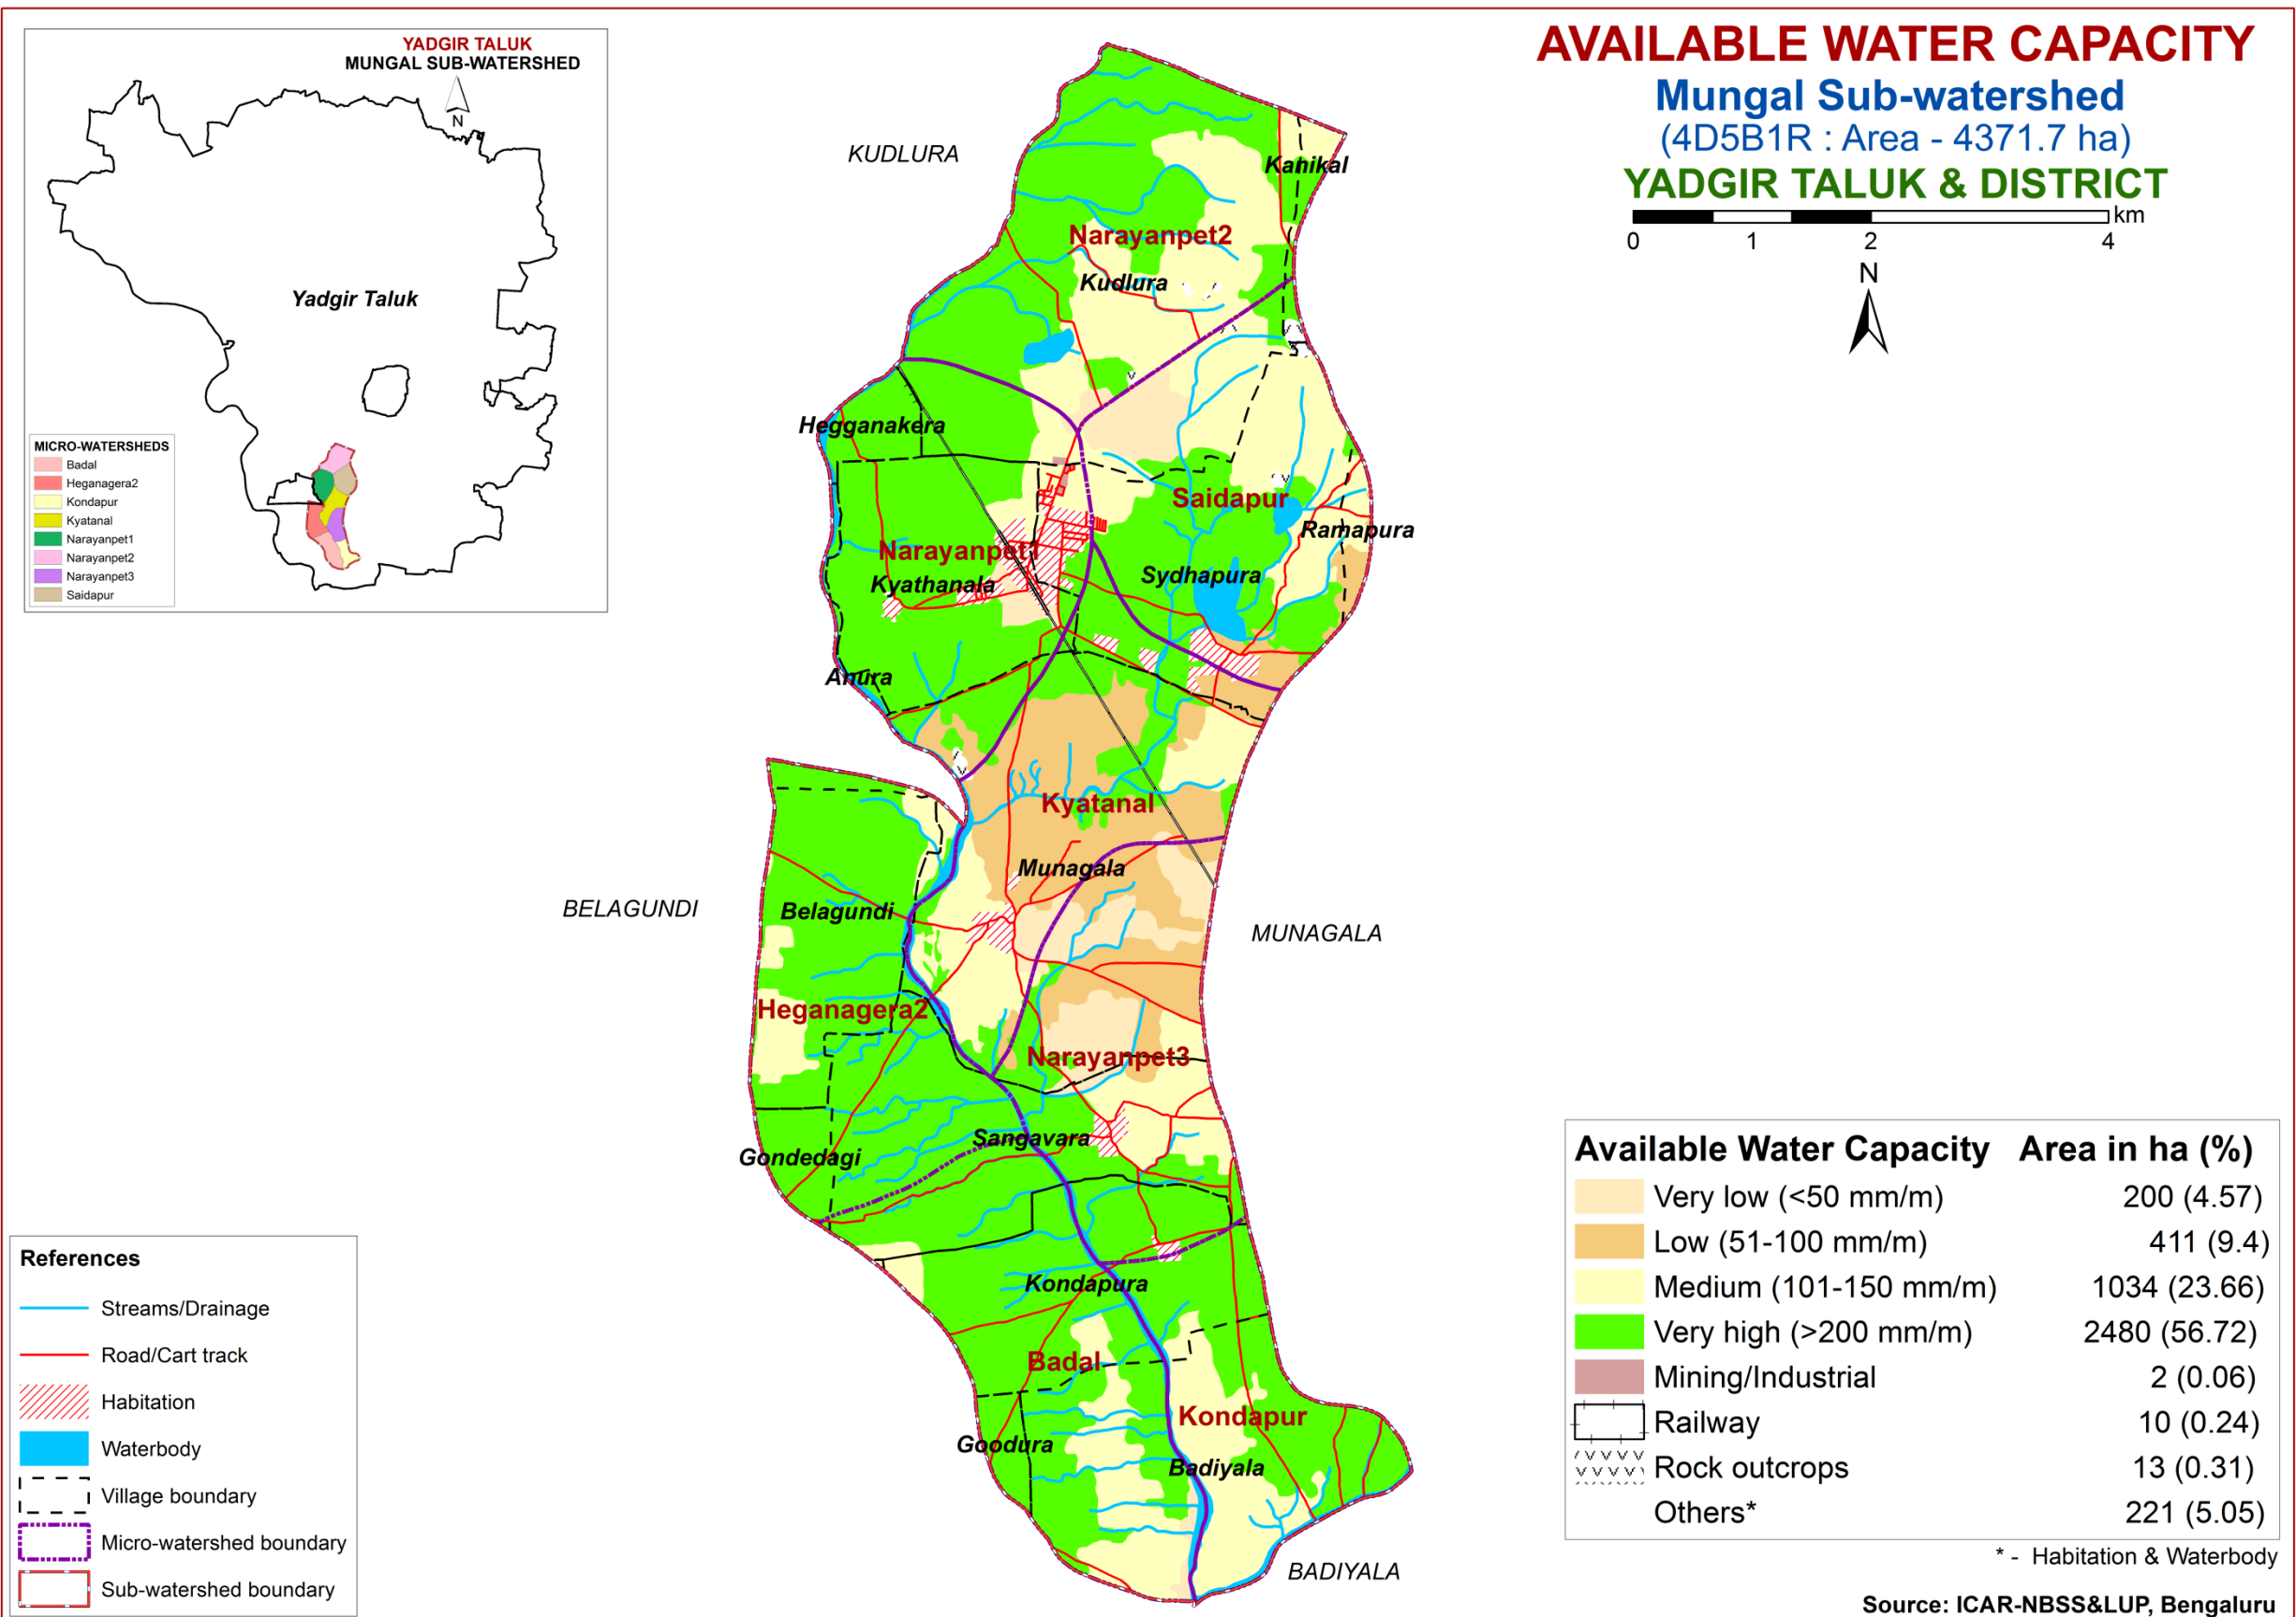 AVAILABLE WATER CAPACITY
Mungal Sub-watershed
(4D5B1R : Area - 4371.7 ha)
YADGIR TALUK & DISTRICT
km
0 1 2 4
N
YADGIR TALUK
MUNGAL SUB-WATERSHED
N
Yadgir Taluk
MICRO-WATERSHEDS
Badal
Heganagera2
Kondapur
Kyatanal
Narayanpet1
Narayanpet2
Narayanpet3
Saidapur
KUDLURA
Kanikal
Narayanpet2
Kudlura
Hegganakera
Saidapur
Ramapura
Narayanpet1
Kyathanala
Sydhapura
Anura
Kyatanal
Munagala
BELAGUNDI
Belagundi
MUNAGALA
Heganagera2
Narayanpet3
Sangavara
Gondedagi
Kondapura
Badal
Kondapur
Goodura
Badiyala
BADIYALA
References
Streams/Drainage
Road/Cart track
Habitation
Waterbody
Village boundary
Micro-watershed boundary
Sub-watershed boundary
Available Water Capacity Area in ha (%)
Very low (<50 mm/m) 200 (4.57)
Low (51-100 mm/m) 411 (9.4)
Medium (101-150 mm/m) 1034 (23.66)
Very high (>200 mm/m) 2480 (56.72)
Mining/Industrial 2 (0.06)
Railway 10 (0.24)
Rock outcrops 13 (0.31)
Others* 221 (5.05)
* - Habitation & Waterbody
Source: ICAR-NBSS&LUP, Bengaluru